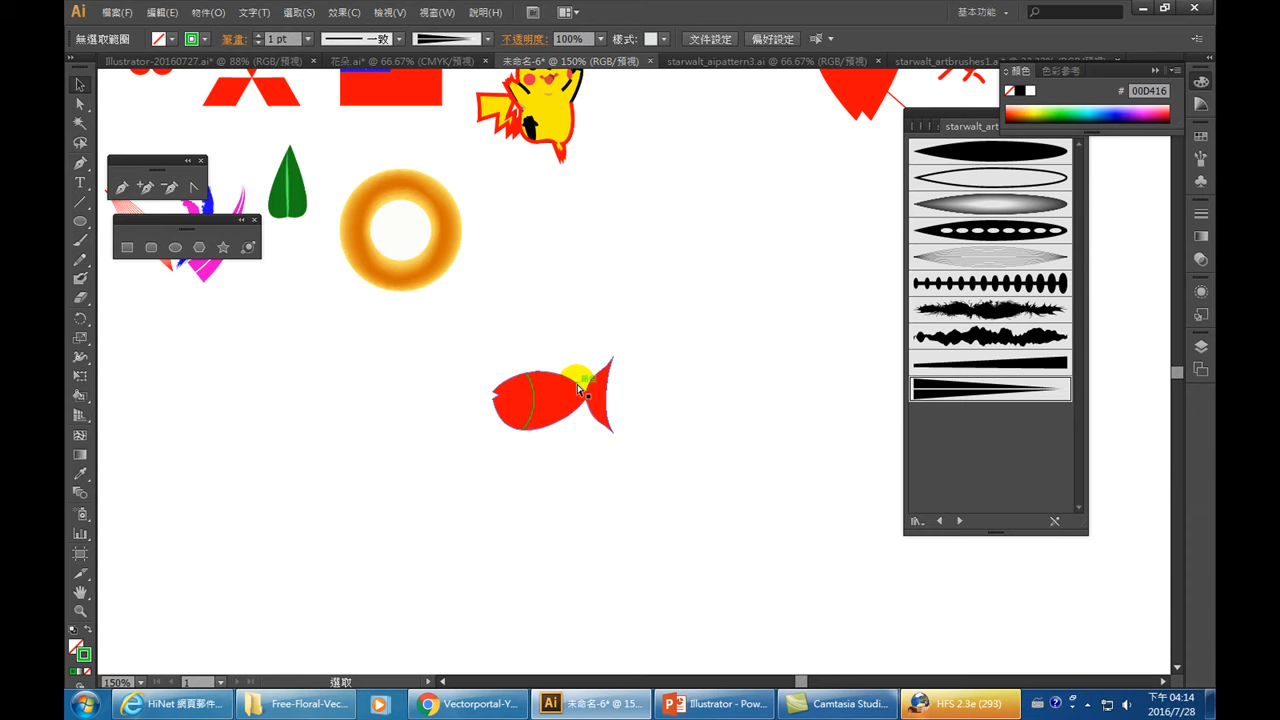 Ai 檔案(F) 編輯(E) 物件(O) 文字(T) 選取(S) 效果(C) 檢視(V) 視窗(W) 說明(H) Br 基本功能
無選取範圍 筆畫: 1 pt 一致 不透明度: 100% 樣式: 文件設定 偏好設定
Illustrator-20160727.ai* @ 88% (RGB/預視) 花朵.ai* @ 66.67% (CMYK/預視) 未命名-6* @ 150% (RGB/預視) starwalt_aipattern3.ai @ 66.67% (RGB/預視)
顏色 色彩參考
# 00D416
starwalt_art
150% 1 選取
HiNet 網頁郵件... Free-Floral-Vec... Vectorportal-Y... Ai 未命名-6* @ 15... Illustrator - Pow... Camtasia Studi... HFS 2.3e (293)
下午 04:14
2016/7/28